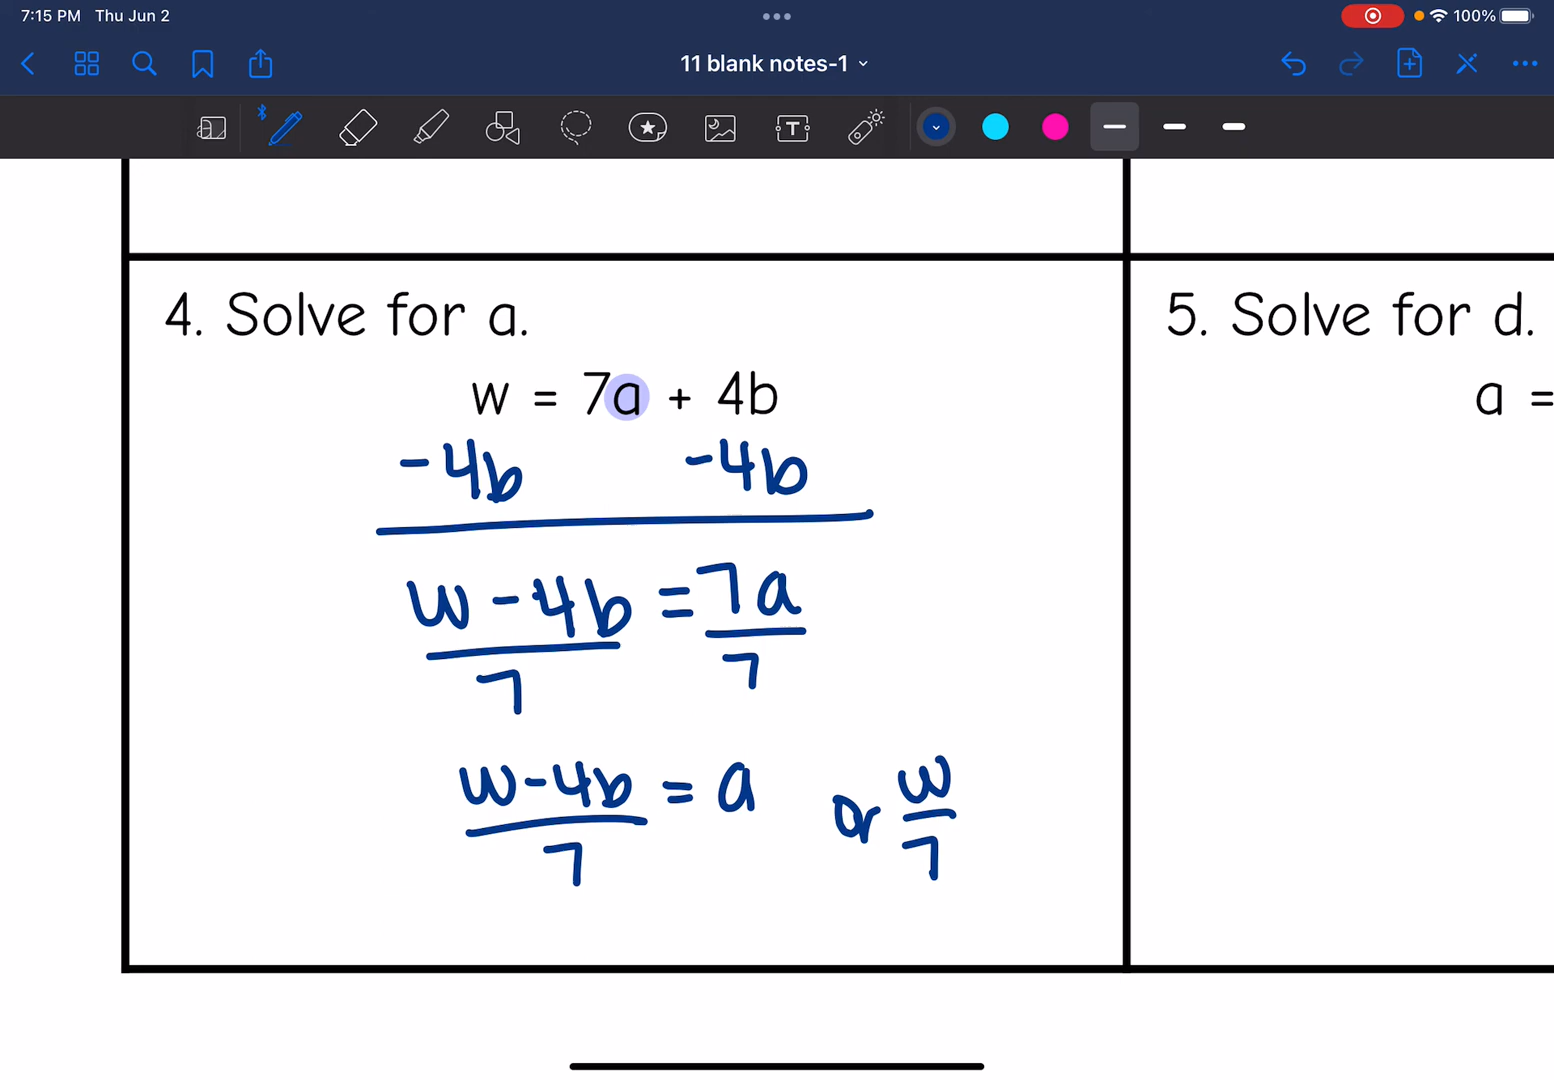 7:15 PM Thu Jun 2
100%
11 blank notes-1
T
4. Solve for a.
w = 7a + 4b
-4b -4b
w - 4b = 7a
7 7
w-4b = a or w
7 7
5. Solve for d.
a =